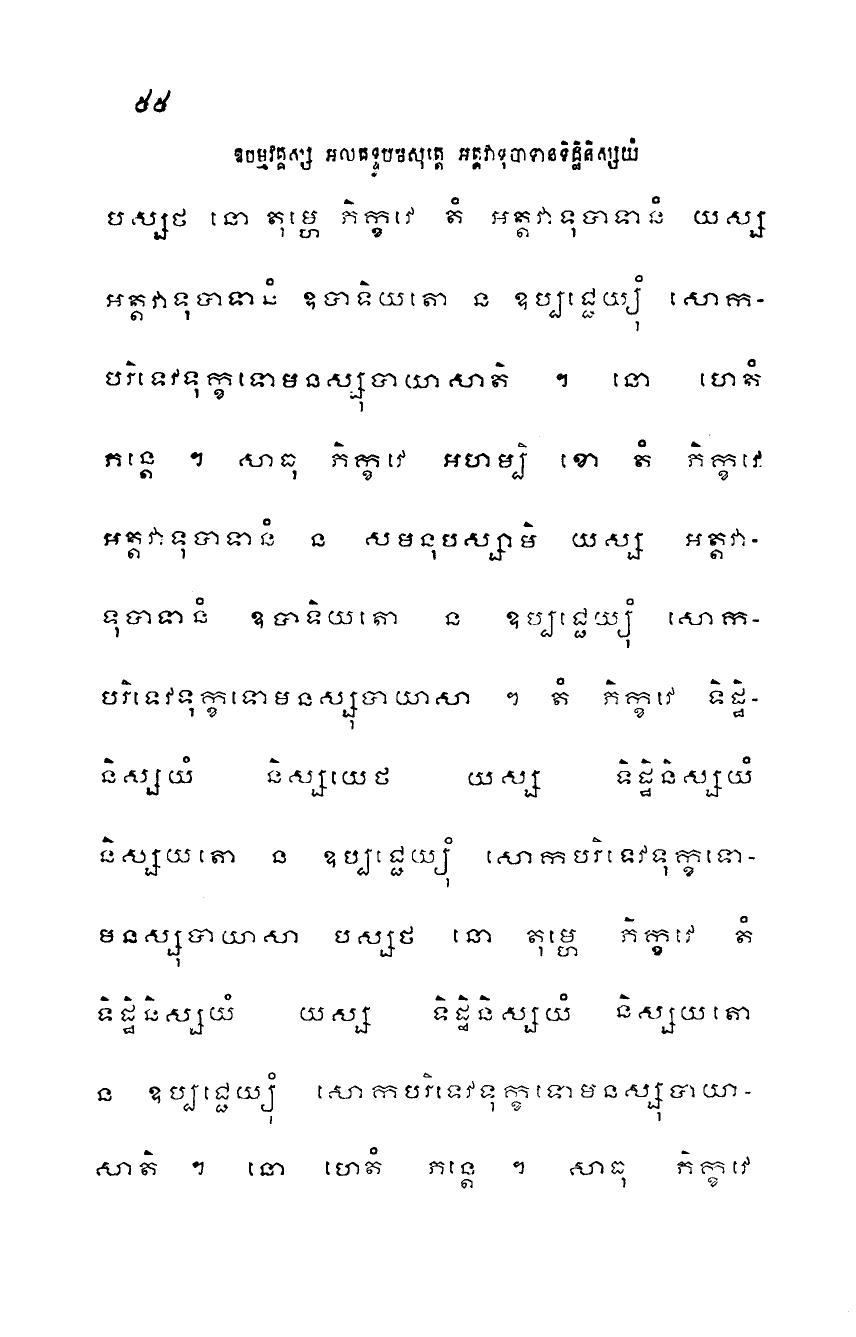 ៥៥
ឱបម្មវគ្គស្ស អលគទ្ទូបមសុត្តេ អត្តវាទុបាទានទិដ្ឋិនិស្សយំ
បស្សថ នោ តុម្ហេ ភិក្ខវេ តំ អត្តវាទុបាទានំ យស្ស
អត្តវាទុបាទានំ ឧបាទិយតោ ន ឧប្បជ្ជេយ្យុំ សោក-
បរិទេវទុក្ខទោមនស្សុបាយាសាតិ ។ នោ ហេតំ
ភន្តេ ។ សាធុ ភិក្ខវេ អហម្បិ ខោ តំ ភិក្ខវេ
អត្តវាទុបាទានំ ន សមនុបស្សាមិ យស្ស អត្តវា-
ទុបាទានំ ឧបាទិយតោ ន ឧប្បជ្ជេយ្យុំ សោក-
បរិទេវទុក្ខទោមនស្សុបាយាសា ។ តំ ភិក្ខវេ ទិដ្ឋិ-
និស្សយំ និស្សយេថ យស្ស ទិដ្ឋិនិស្សយំ
និស្សយតោ ន ឧប្បជ្ជេយ្យុំ សោកបរិទេវទុក្ខទោ-
មនស្សុបាយាសា បស្សថ នោ តុម្ហេ ភិក្ខវេ តំ
ទិដ្ឋិនិស្សយំ យស្ស ទិដ្ឋិនិស្សយំ និស្សយតោ
ន ឧប្បជ្ជេយ្យុំ សោកបរិទេវទុក្ខទោមនស្សុបាយា-
សាតិ ។ នោ ហេតំ ភន្តេ ។ សាធុ ភិក្ខវេ